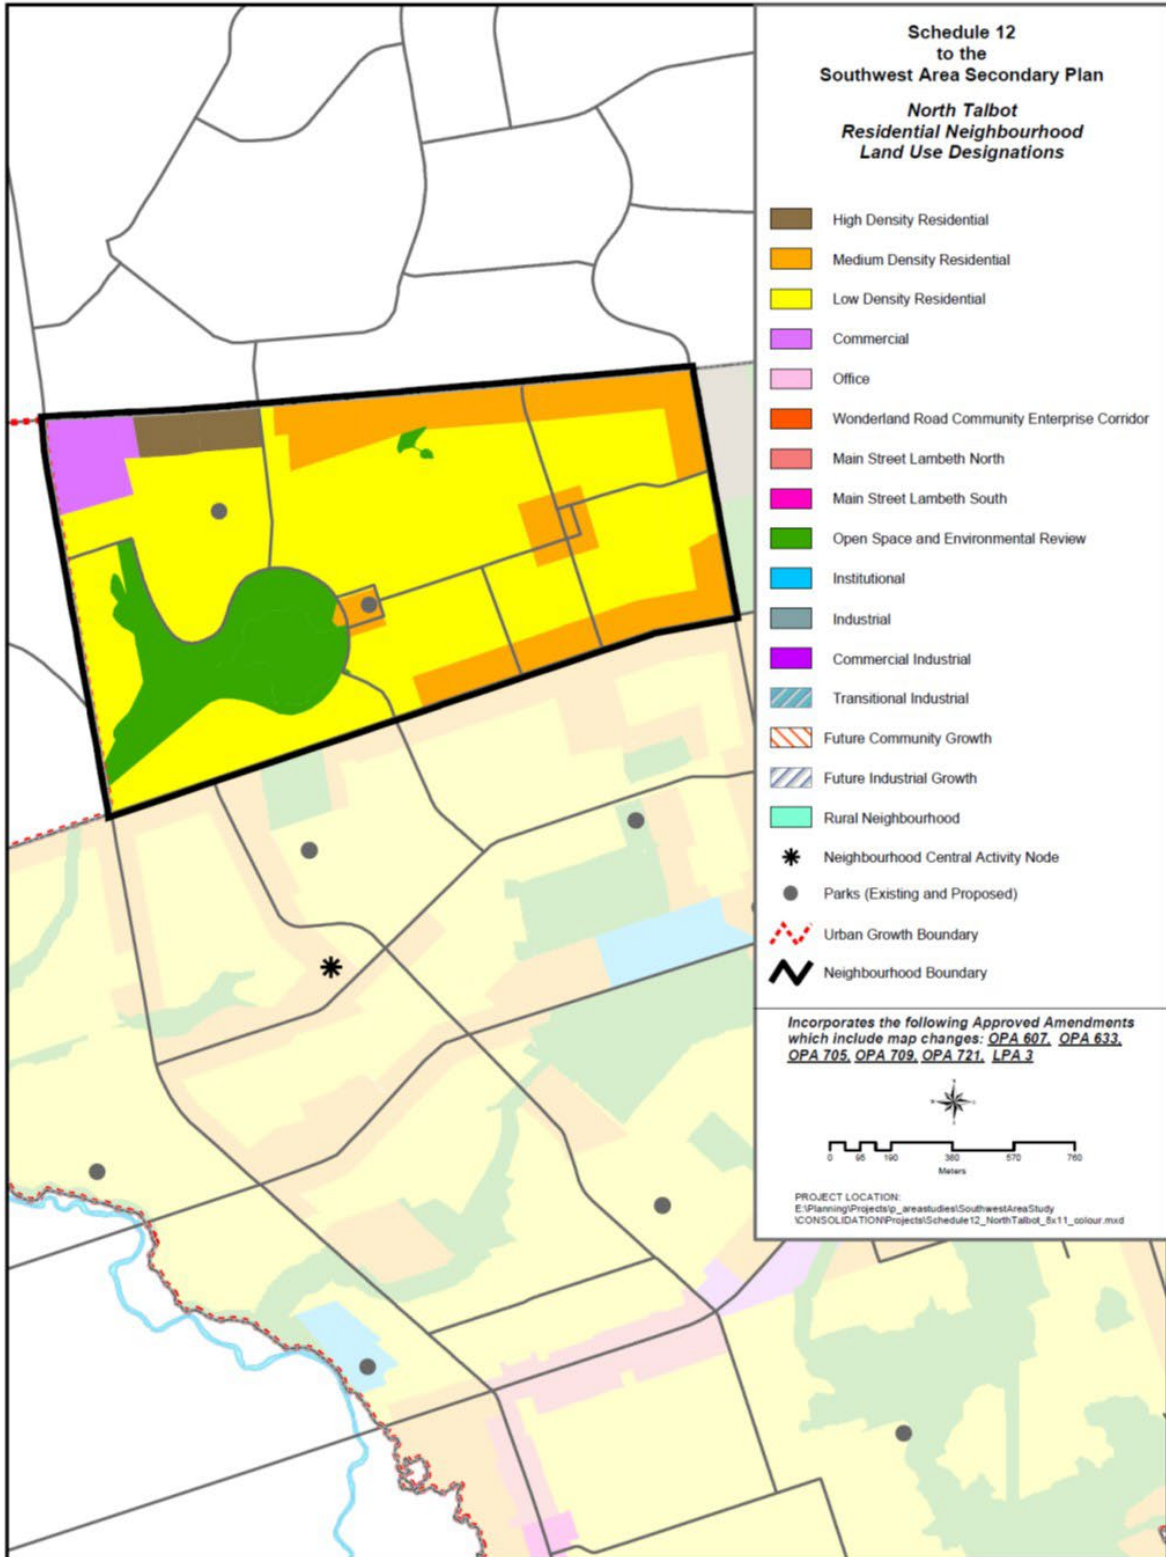 Schedule 12
to the
Southwest Area Secondary Plan
North Talbot
Residential Neighbourhood
Land Use Designations
High Density Residential
Medium Density Residential
Low Density Residential
Commercial
Office
Wonderland Road Community Enterprise Corridor
Main Street Lambeth North
Main Street Lambeth South
Open Space and Environmental Review
Institutional
Industrial
Commercial Industrial
Transitional Industrial
Future Community Growth
Future Industrial Growth
Rural Neighbourhood
Neighbourhood Central Activity Node
Parks (Existing and Proposed)
Urban Growth Boundary
Neighbourhood Boundary
Incorporates the following Approved Amendments
which include map changes: OPA 607, OPA 633,
OPA 705, OPA 709, OPA 721, LPA 3
0 95 190 380 570 760
Meters
PROJECT LOCATION:
E:\Planning\Projects\p_areastudies\SouthwestAreaStudy
\CONSOLIDATION\Projects\Schedule12_NorthTalbot_8x11_colour.mxd